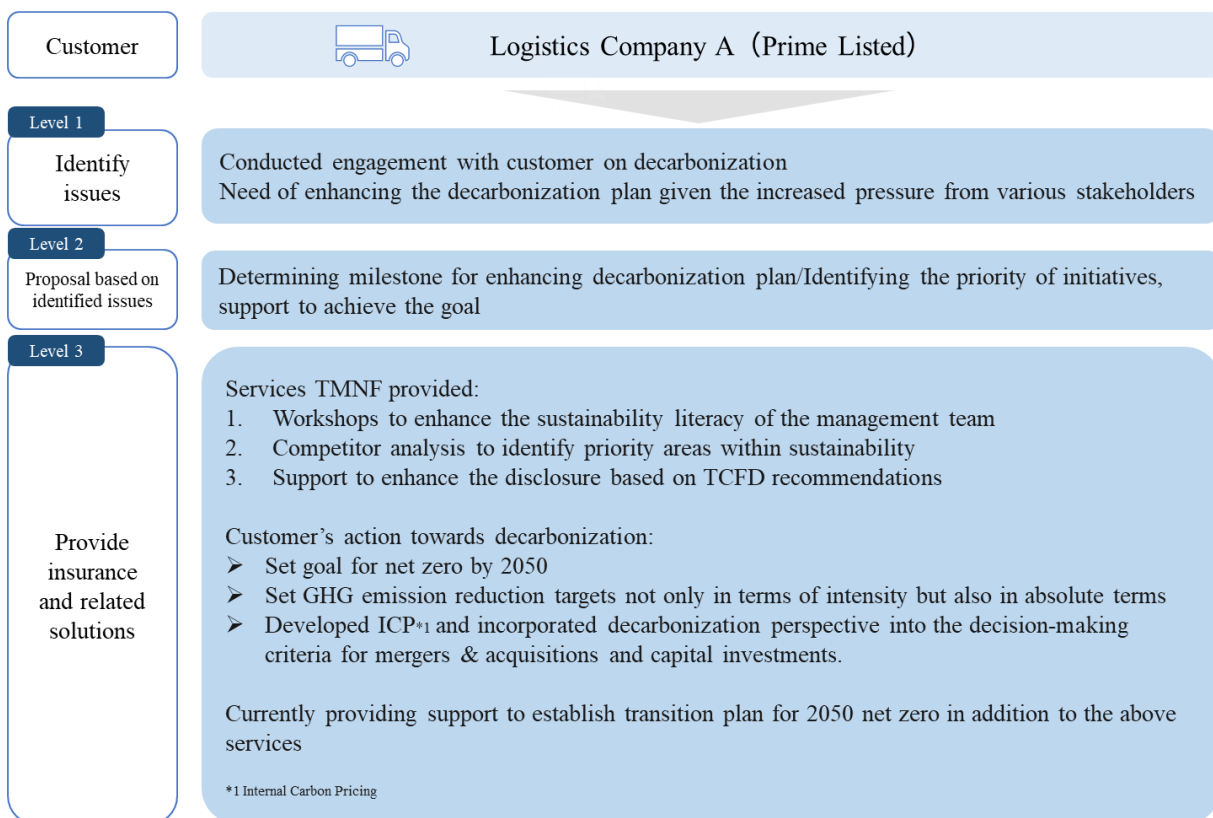 Customer
Logistics Company A（Prime Listed）
Level 1
Identify
issues
Conducted engagement with customer on decarbonization
Need of enhancing the decarbonization plan given the increased pressure from various stakeholders
Level 2
Proposal based on
identified issues
Determining milestone for enhancing decarbonization plan/Identifying the priority of initiatives,
support to achieve the goal
Level 3
Provide
insurance
and related
solutions
Services TMNF provided:
1. Workshops to enhance the sustainability literacy of the management team
2. Competitor analysis to identify priority areas within sustainability
3. Support to enhance the disclosure based on TCFD recommendations
Customer’s action towards decarbonization:
➢ Set goal for net zero by 2050
➢ Set GHG emission reduction targets not only in terms of intensity but also in absolute terms
➢ Developed ICP*1 and incorporated decarbonization perspective into the decision-making
criteria for mergers & acquisitions and capital investments.
Currently providing support to establish transition plan for 2050 net zero in addition to the above
services
*1 Internal Carbon Pricing